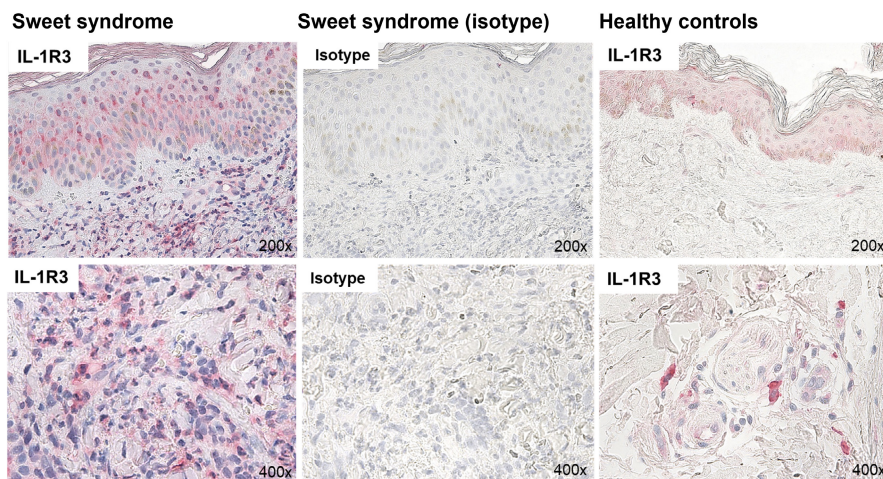 Sweet syndrome
Sweet syndrome (isotype)
Healthy controls
IL-1R3
Isotype
IL-1R3
200x
200x
200x
IL-1R3
Isotype
IL-1R3
400x
400x
400x